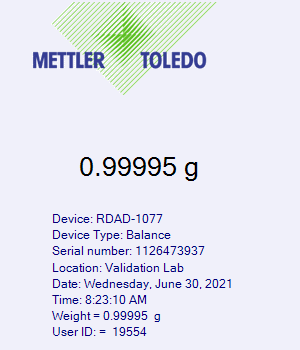 METTLER TOLEDO
0.99995 g
Device: RDAD-1077
Device Type: Balance
Serial number: 1126473937
Location: Validation Lab
Date: Wednesday, June 30, 2021
Time: 8:23:10 AM
Weight = 0.99995 g
User ID: = 19554